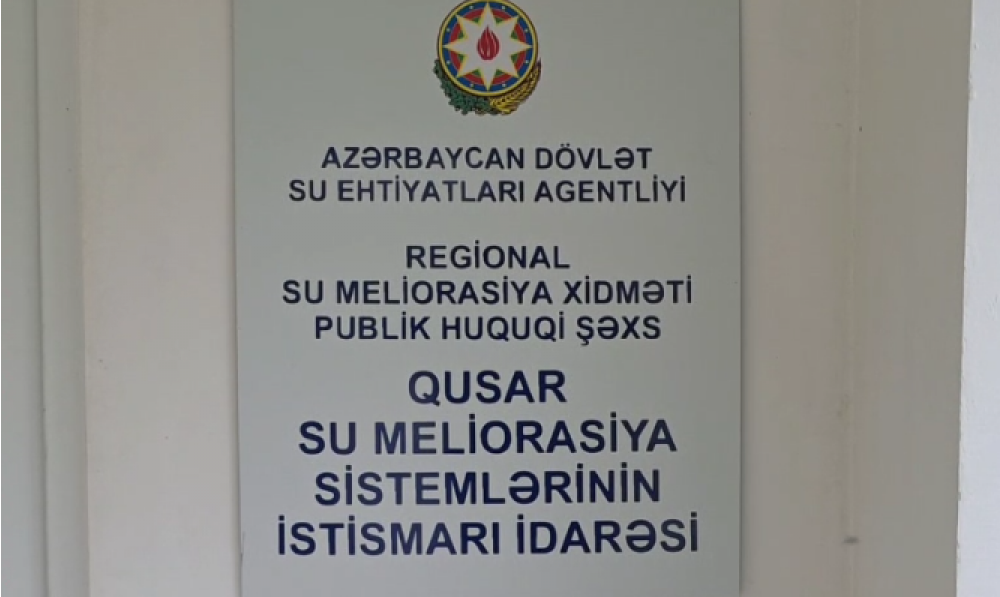 AZƏRBAYCAN DÖVLƏT
SU EHTİYATLARI AGENTLİYİ
REGİONAL
SU MELİORASİYA XİDMƏTİ
PUBLİK HUQUQİ ŞƏXS
QUSAR
SU MELİORASİYA
SİSTEMLƏRİNİN
İSTİSMARI İDARƏSİ